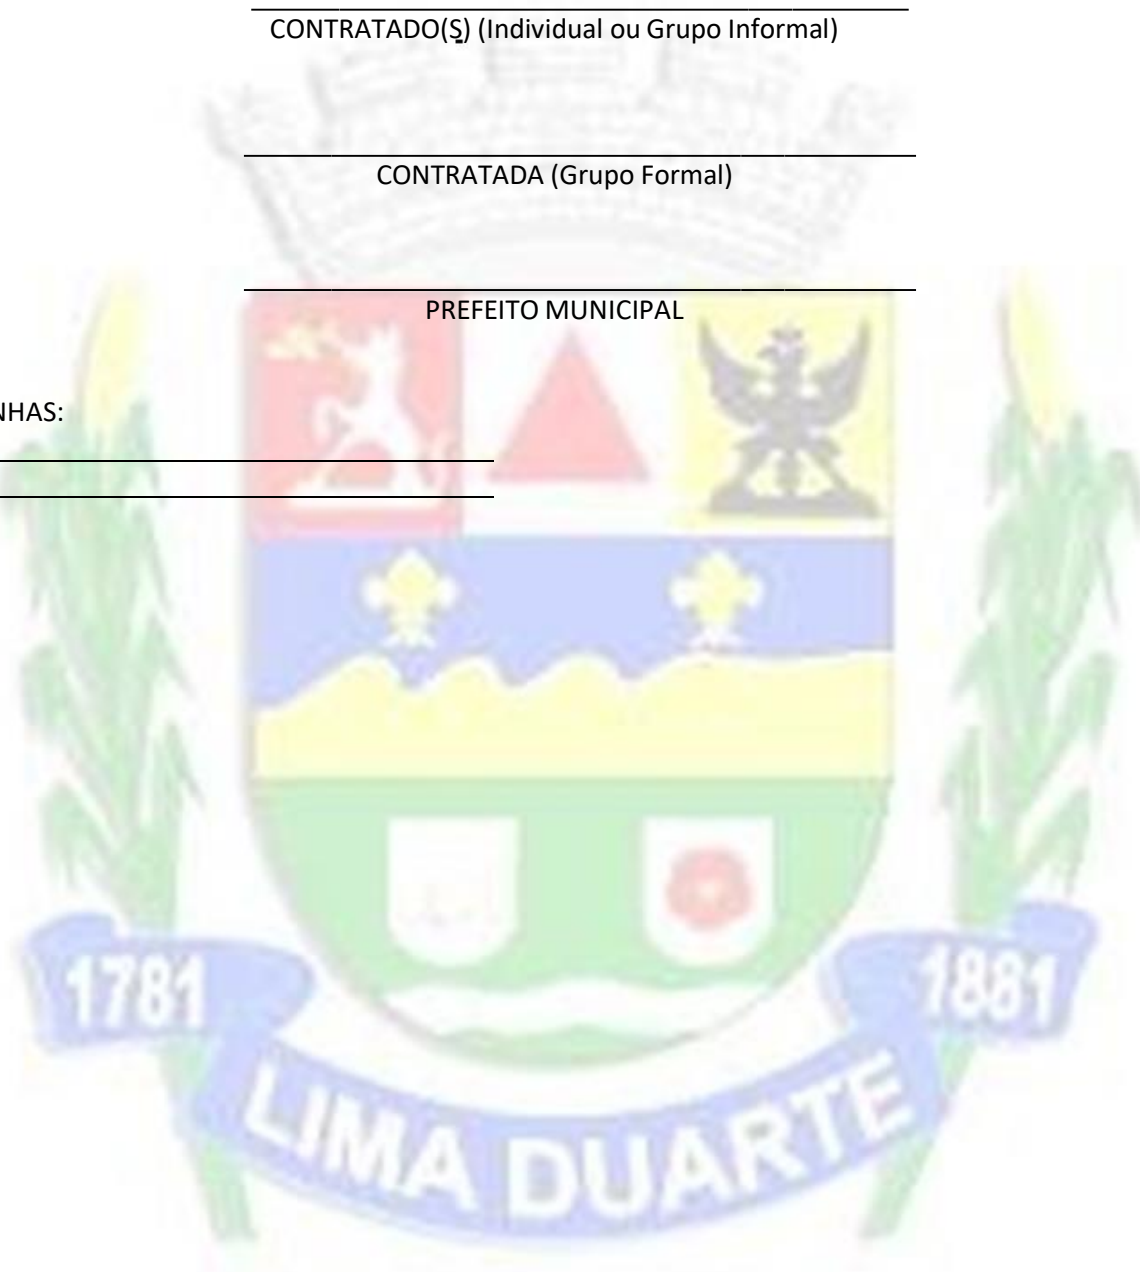 CONTRATADO(S) (Individual ou Grupo Informal)
CONTRATADA (Grupo Formal)
PREFEITO MUNICIPAL
NHAS:
1781
1881
LIMA DUARTE